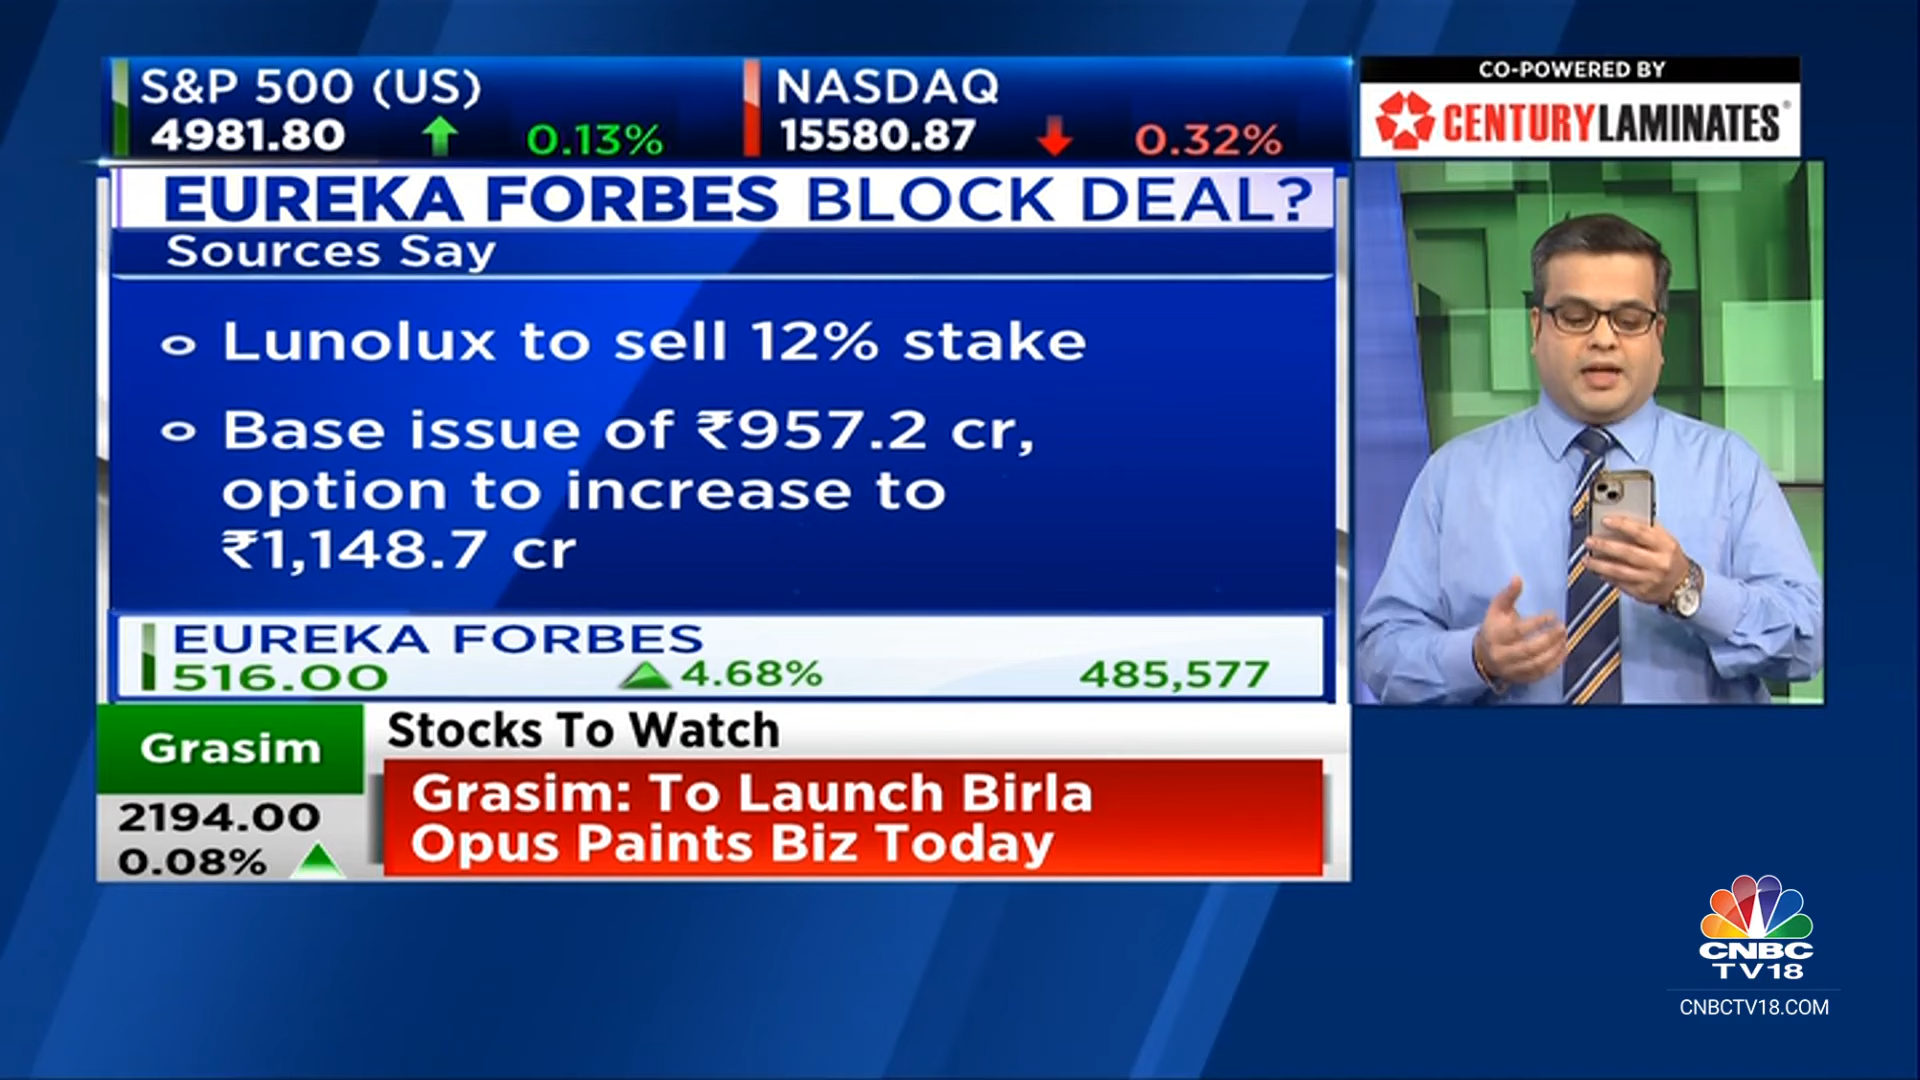 S&P 500 (US)
4981.80 0.13%
NASDAQ
15580.87 0.32%
CO-POWERED BY
CENTURYLAMINATES®
EUREKA FORBES BLOCK DEAL?
Sources Say
Lunolux to sell 12% stake
Base issue of ₹957.2 cr,
option to increase to
₹1,148.7 cr
EUREKA FORBES
516.00 4.68% 485,577
Grasim
2194.00
0.08%
Stocks To Watch
Grasim: To Launch Birla
Opus Paints Biz Today
CNBC
TV18
CNBCTV18.COM